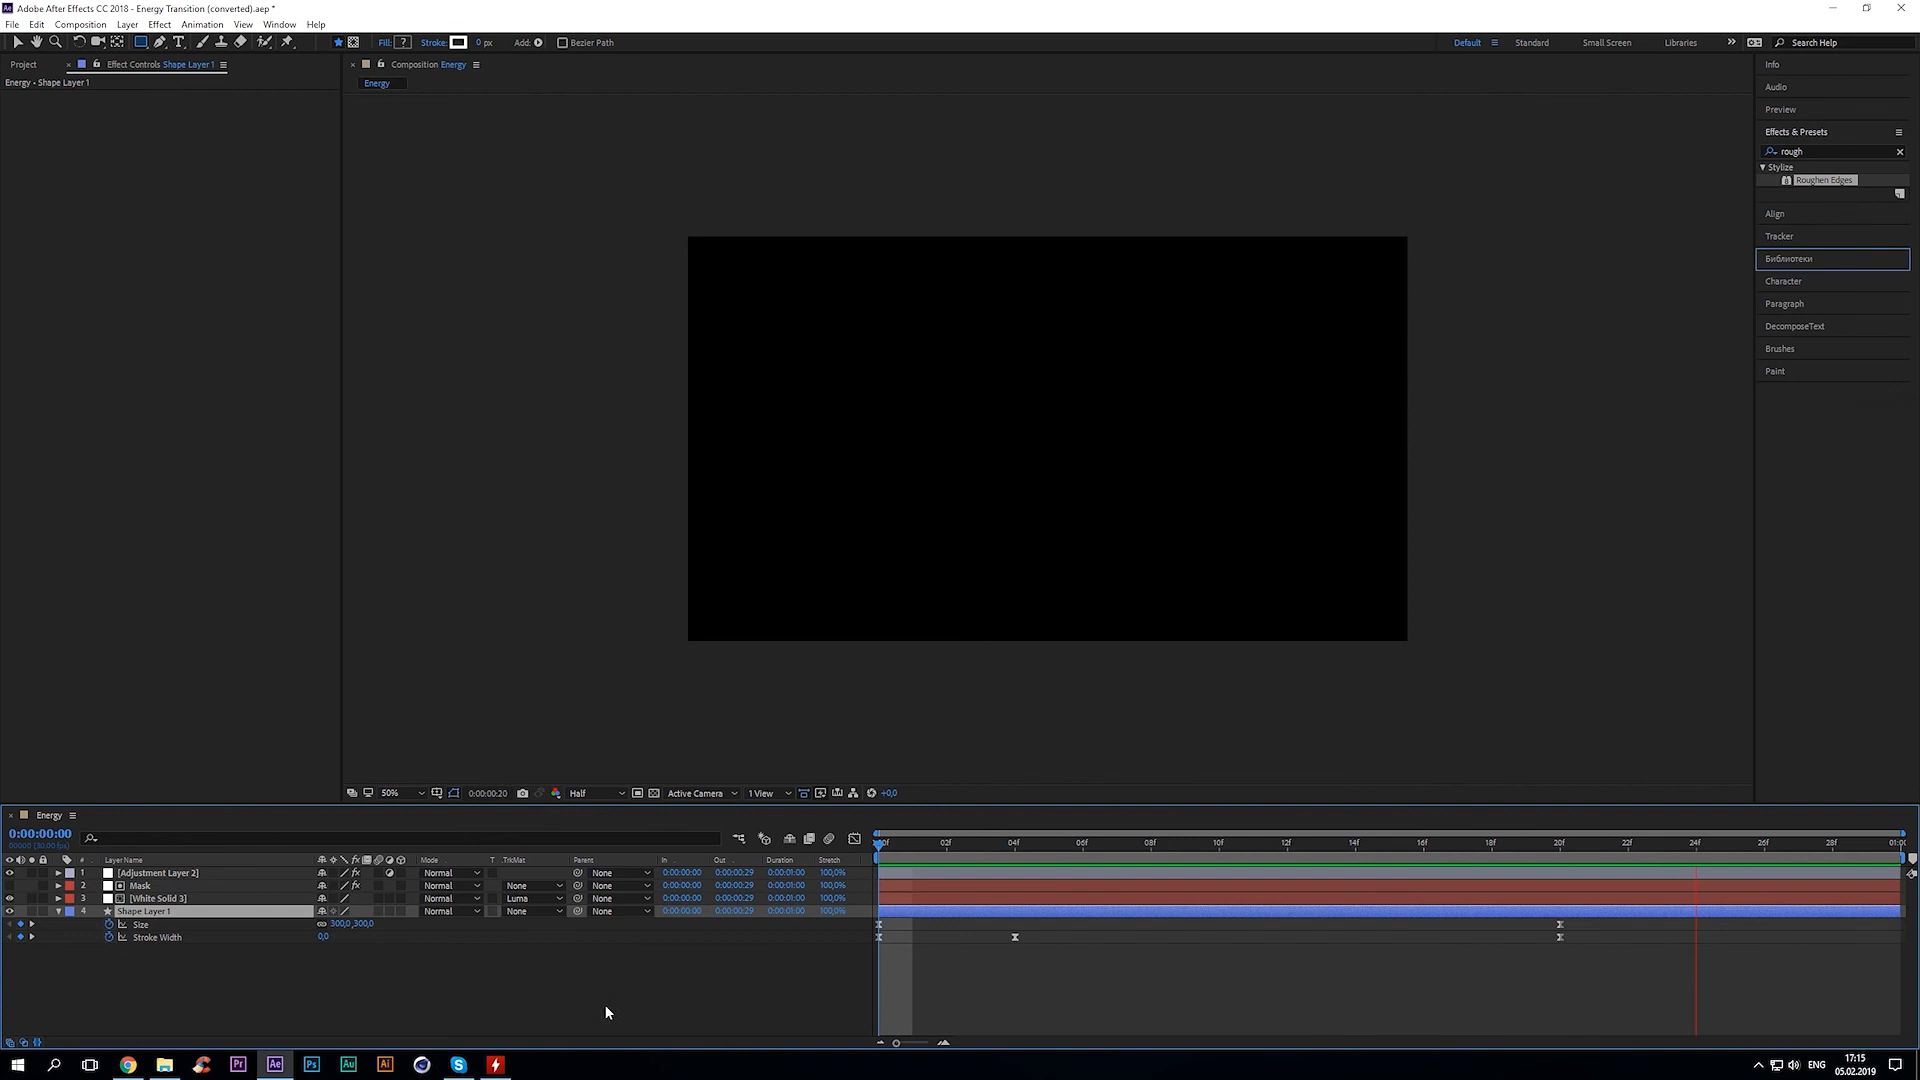 Adobe After Effects CC 2018 - Energy Transition (converted).aep *
File Edit Composition Layer Effect Animation View Window Help
Fill: ? Stroke: 0 px Add: Bezier Path Default Standard Small Screen Libraries Search Help
Project Effect Controls Shape Layer 1 Composition Energy Info
Energy - Shape Layer 1
Energy
Audio
Preview
Effects & Presets
rough
Stylize
Roughen Edges
Align
Tracker
Библиотеки
Character
Paragraph
DecomposeText
Brushes
Paint
50% 0:00:00:20 Half Active Camera 1 View +0,0
Energy
0:00:00:00
00000 (30.00 fps)
:00f 02f 04f 06f 08f 10f 12f 14f 16f 18f 20f 22f 24f 26f 28f 01:00
# Layer Name Mode T .TrkMat Parent In Out Duration Stretch
1 [Adjustment Layer 2] Normal None 0:00:00:00 0:00:00:29 0:00:01:00 100,0%
2 Mask Normal None None 0:00:00:00 0:00:00:29 0:00:01:00 100,0%
3 [White Solid 3] Normal Luma None 0:00:00:00 0:00:00:29 0:00:01:00 100,0%
4 Shape Layer 1 Normal None None 0:00:00:00 0:00:00:29 0:00:01:00 100,0%
Size 300,0,300,0
Stroke Width 0,0
Pr Ae Ps Au Ai ENG 17:15
05.02.2019